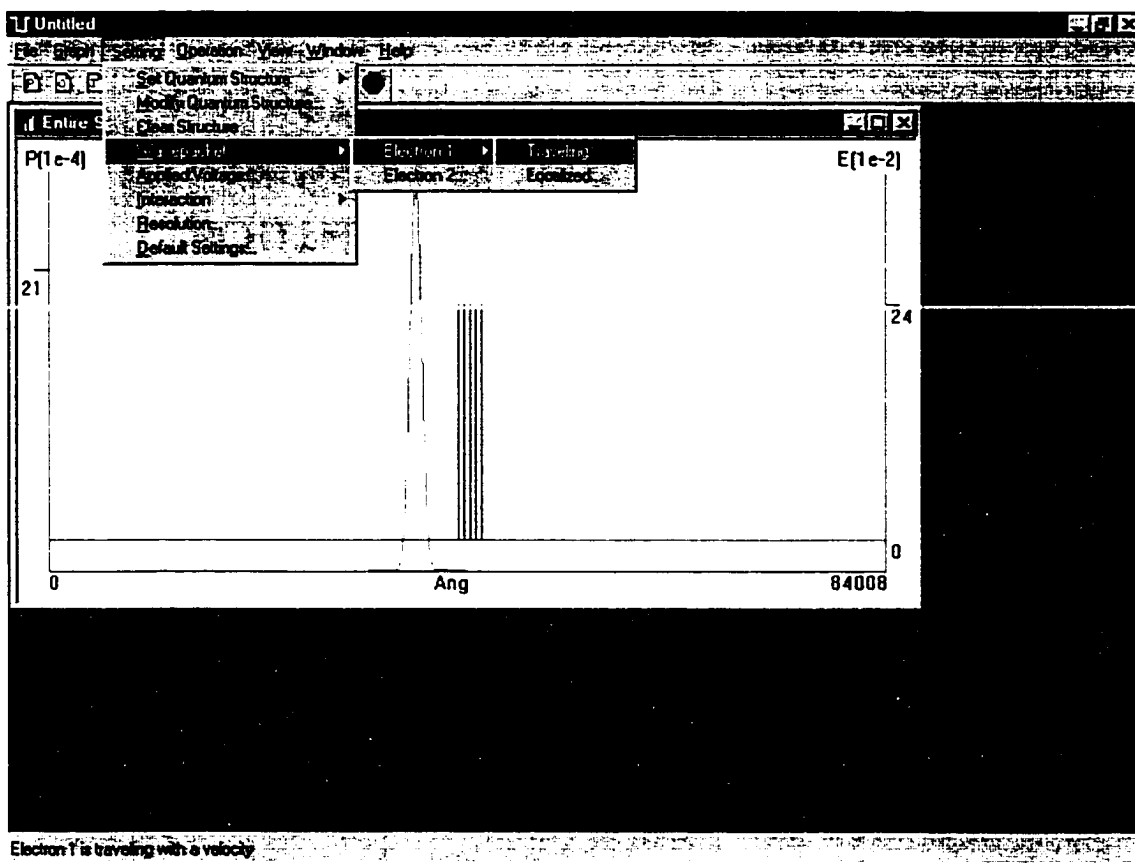 Untitled
File Graph Setting Operation View Window Help
Set Quantum Structure
Modify Quantum Structure...
Clear Structure
Entire S
Wavepacket Electron 1 Traveling...
P[1e-4] E[1e-2]
Applied Voltage... Electron 2... Equalized...
Interaction
Resolution...
Default Settings...
21
24
0
0 Ang 84008
Electron 1 is traveling with a velocity